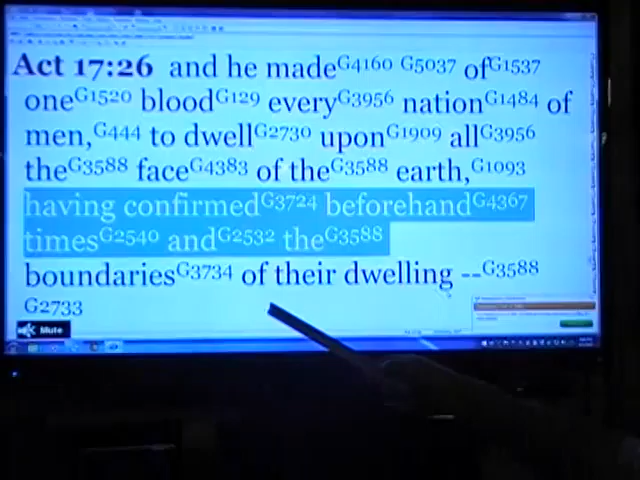 Act 17:26 and he made G4160 G5037 of G1537
one G1520 blood G129 every G3956 nation G1484 of
men, G444 to dwell G2730 upon G1909 all G3956
the G3588 face G4383 of the G3588 earth, G1093
having confirmed G3724 beforehand G4367
times G2540 and G2532 the G3588
boundaries G3734 of their dwelling -- G3588
G2733
Mute